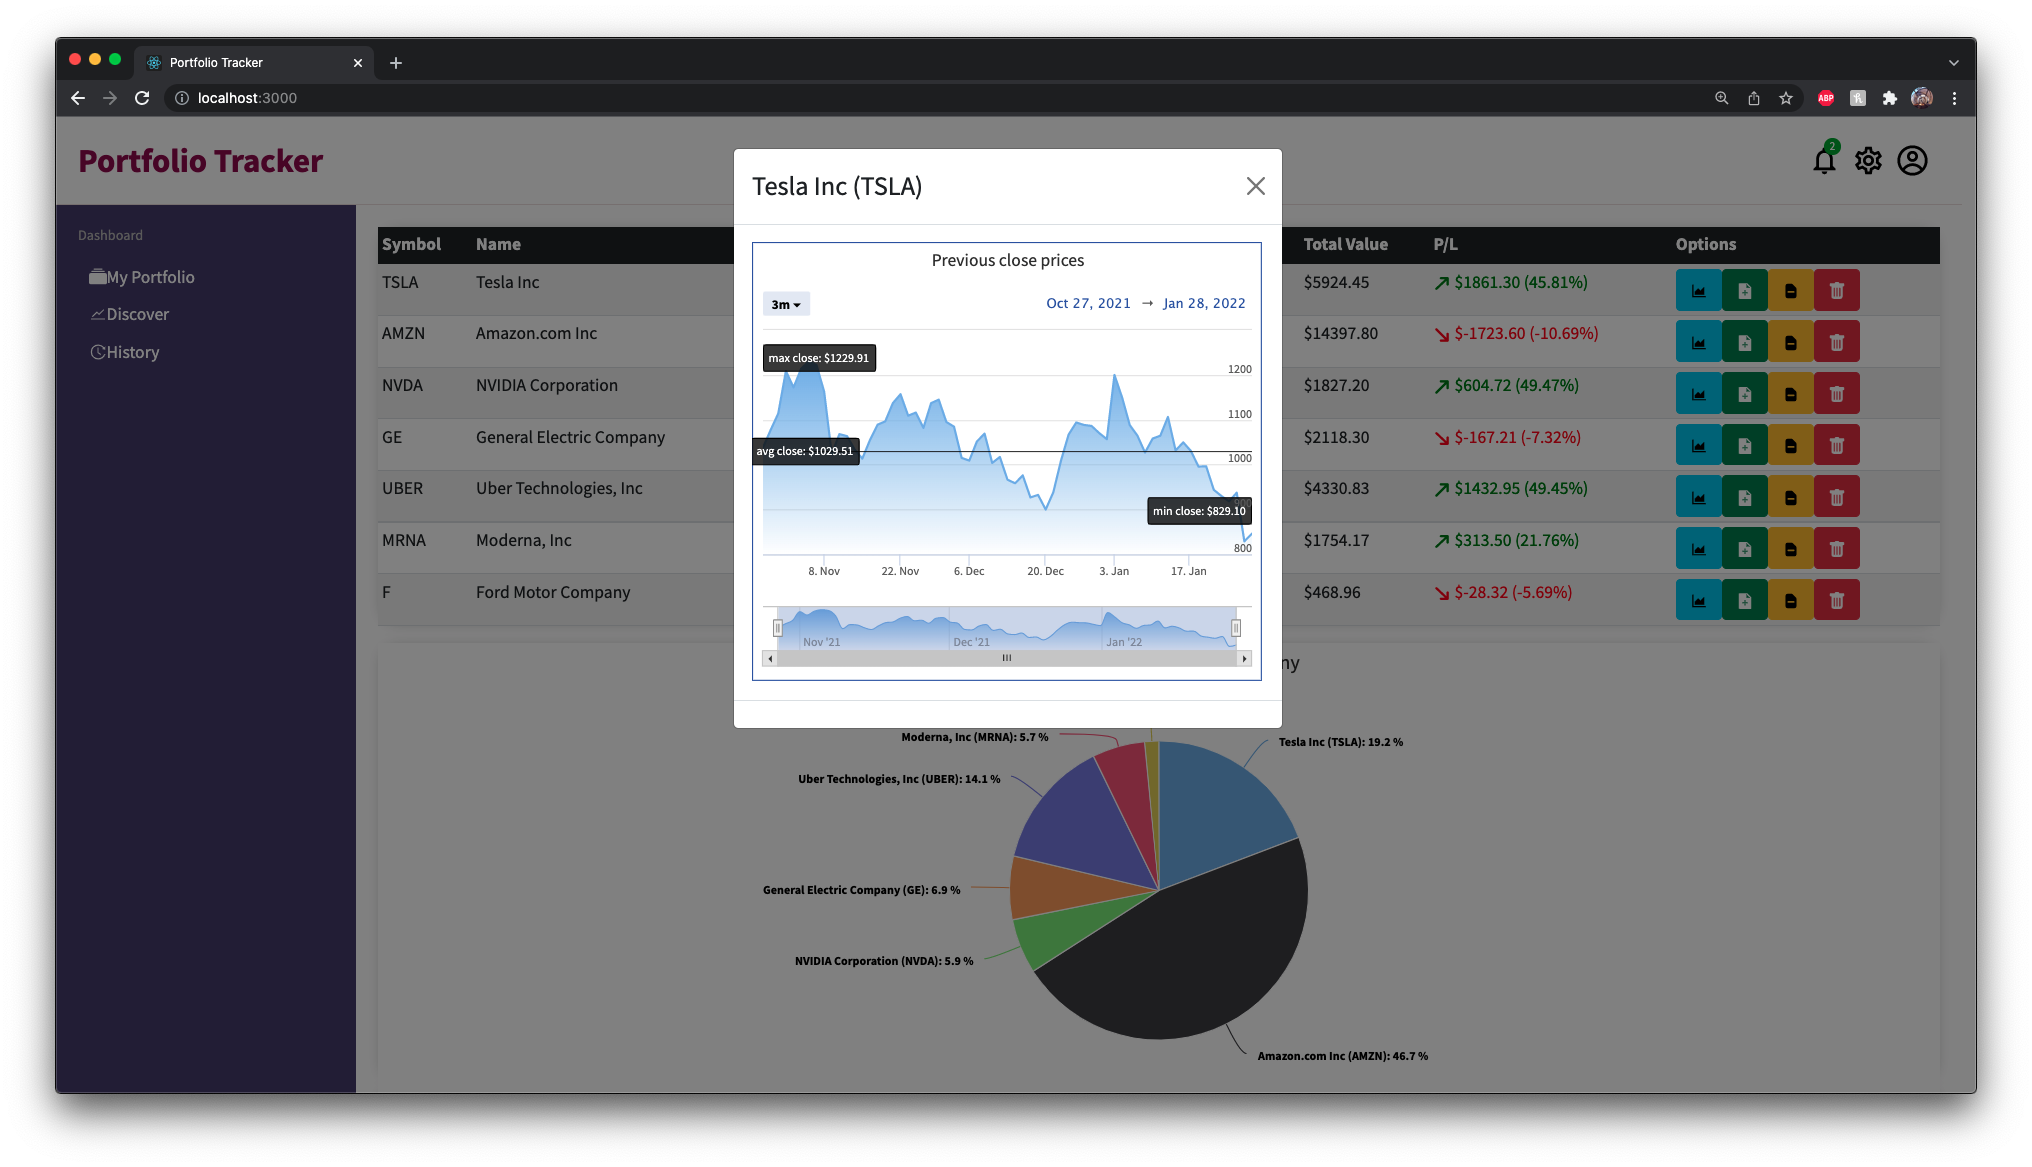 Portfolio Tracker
localhost:3000
ABP
Portfolio Tracker
2
Dashboard
My Portfolio
Discover
History
Symbol Name Total Value P/L Options
TSLA Tesla Inc $5924.45 $1861.30 (45.81%)
AMZN Amazon.com Inc $14397.80 $-1723.60 (-10.69%)
NVDA NVIDIA Corporation $1827.20 $604.72 (49.47%)
GE General Electric Company $2118.30 $-167.21 (-7.32%)
UBER Uber Technologies, Inc $4330.83 $1432.95 (49.45%)
MRNA Moderna, Inc $1754.17 $313.50 (21.76%)
F Ford Motor Company $468.96 $-28.32 (-5.69%)
Tesla Inc (TSLA)
Previous close prices
3m
Oct 27, 2021 → Jan 28, 2022
max close: $1229.91
1200
1100
avg close: $1029.51
1000
900
min close: $829.10
800
8. Nov 22. Nov 6. Dec 20. Dec 3. Jan 17. Jan
Nov '21 Dec '21 Jan '22
ny
Moderna, Inc (MRNA): 5.7 %
Tesla Inc (TSLA): 19.2 %
Uber Technologies, Inc (UBER): 14.1 %
General Electric Company (GE): 6.9 %
NVIDIA Corporation (NVDA): 5.9 %
Amazon.com Inc (AMZN): 46.7 %